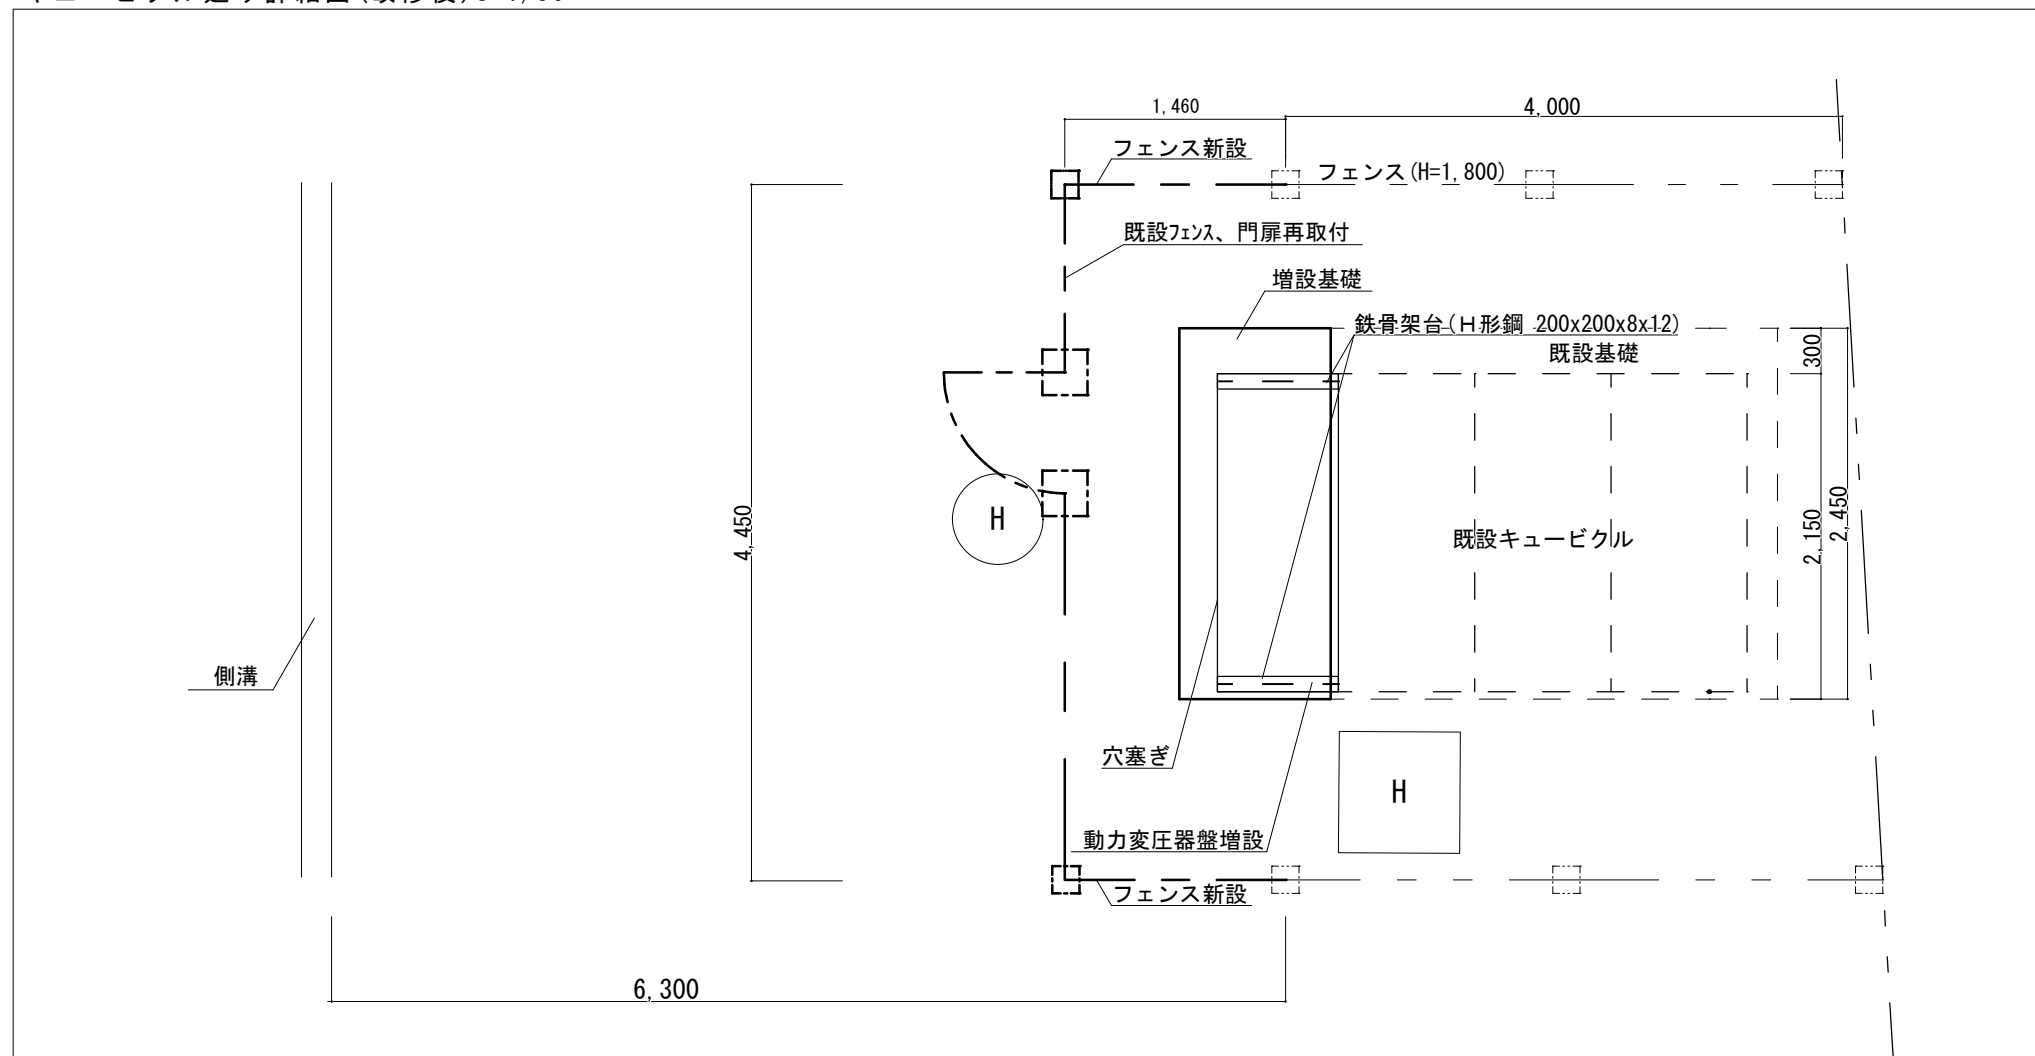 1,460
4,000
フェンス新設
フェンス(H=1,800)
既設フェンス、門扉再取付
増設基礎
鉄骨架台(H形鋼 200x200x8x12)
既設基礎
300
2,150
2,450
4,450
H
既設キュービクル
側溝
穴塞ぎ
H
動力変圧器盤増設
フェンス新設
6,300